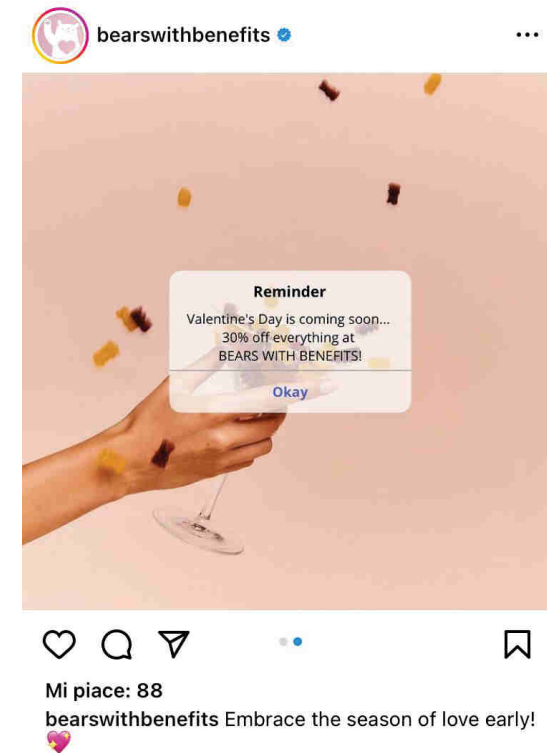 bearswithbenefits
Reminder
Valentine's Day is coming soon...
30% off everything at
BEARS WITH BENEFITS!
Okay
Mi piace: 88
bearswithbenefits Embrace the season of love early!
💖